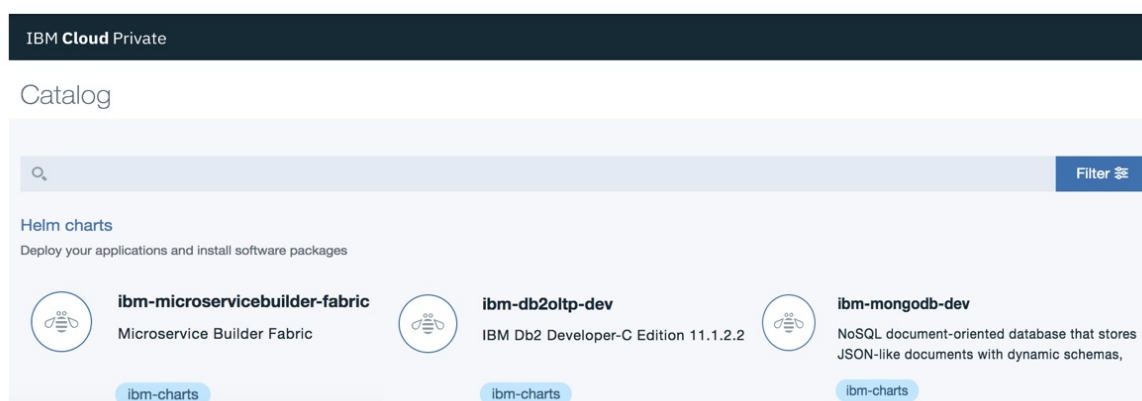 IBM Cloud Private
Catalog
Filter
Helm charts
Deploy your applications and install software packages
ibm-microservicebuilder-fabric
Microservice Builder Fabric
ibm-charts
ibm-db2oltp-dev
IBM Db2 Developer-C Edition 11.1.2.2
ibm-charts
ibm-mongodb-dev
NoSQL document-oriented database that stores
JSON-like documents with dynamic schemas,
ibm-charts